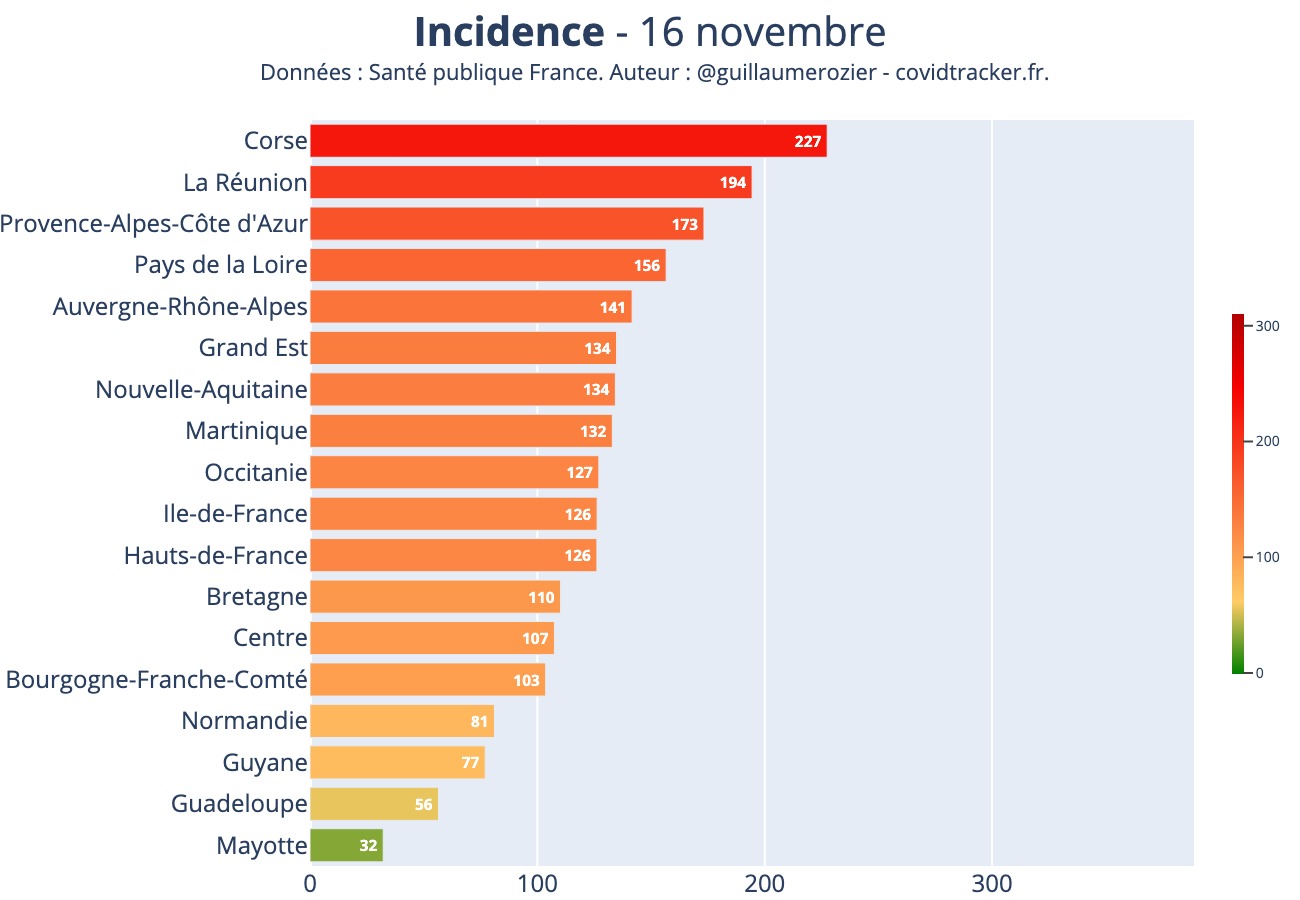 Incidence - 16 novembre
Données : Santé publique France. Auteur : @guillaumerozier - covidtracker.fr.
Corse 227
La Réunion 194
Provence-Alpes-Côte d'Azur 173
Pays de la Loire 156
Auvergne-Rhône-Alpes 141
Grand Est 134
Nouvelle-Aquitaine 134
Martinique 132
Occitanie 127
Ile-de-France 126
Hauts-de-France 126
Bretagne 110
Centre 107
Bourgogne-Franche-Comté 103
Normandie 81
Guyane 77
Guadeloupe 56
Mayotte 32
0 100 200 300
300
200
100
0